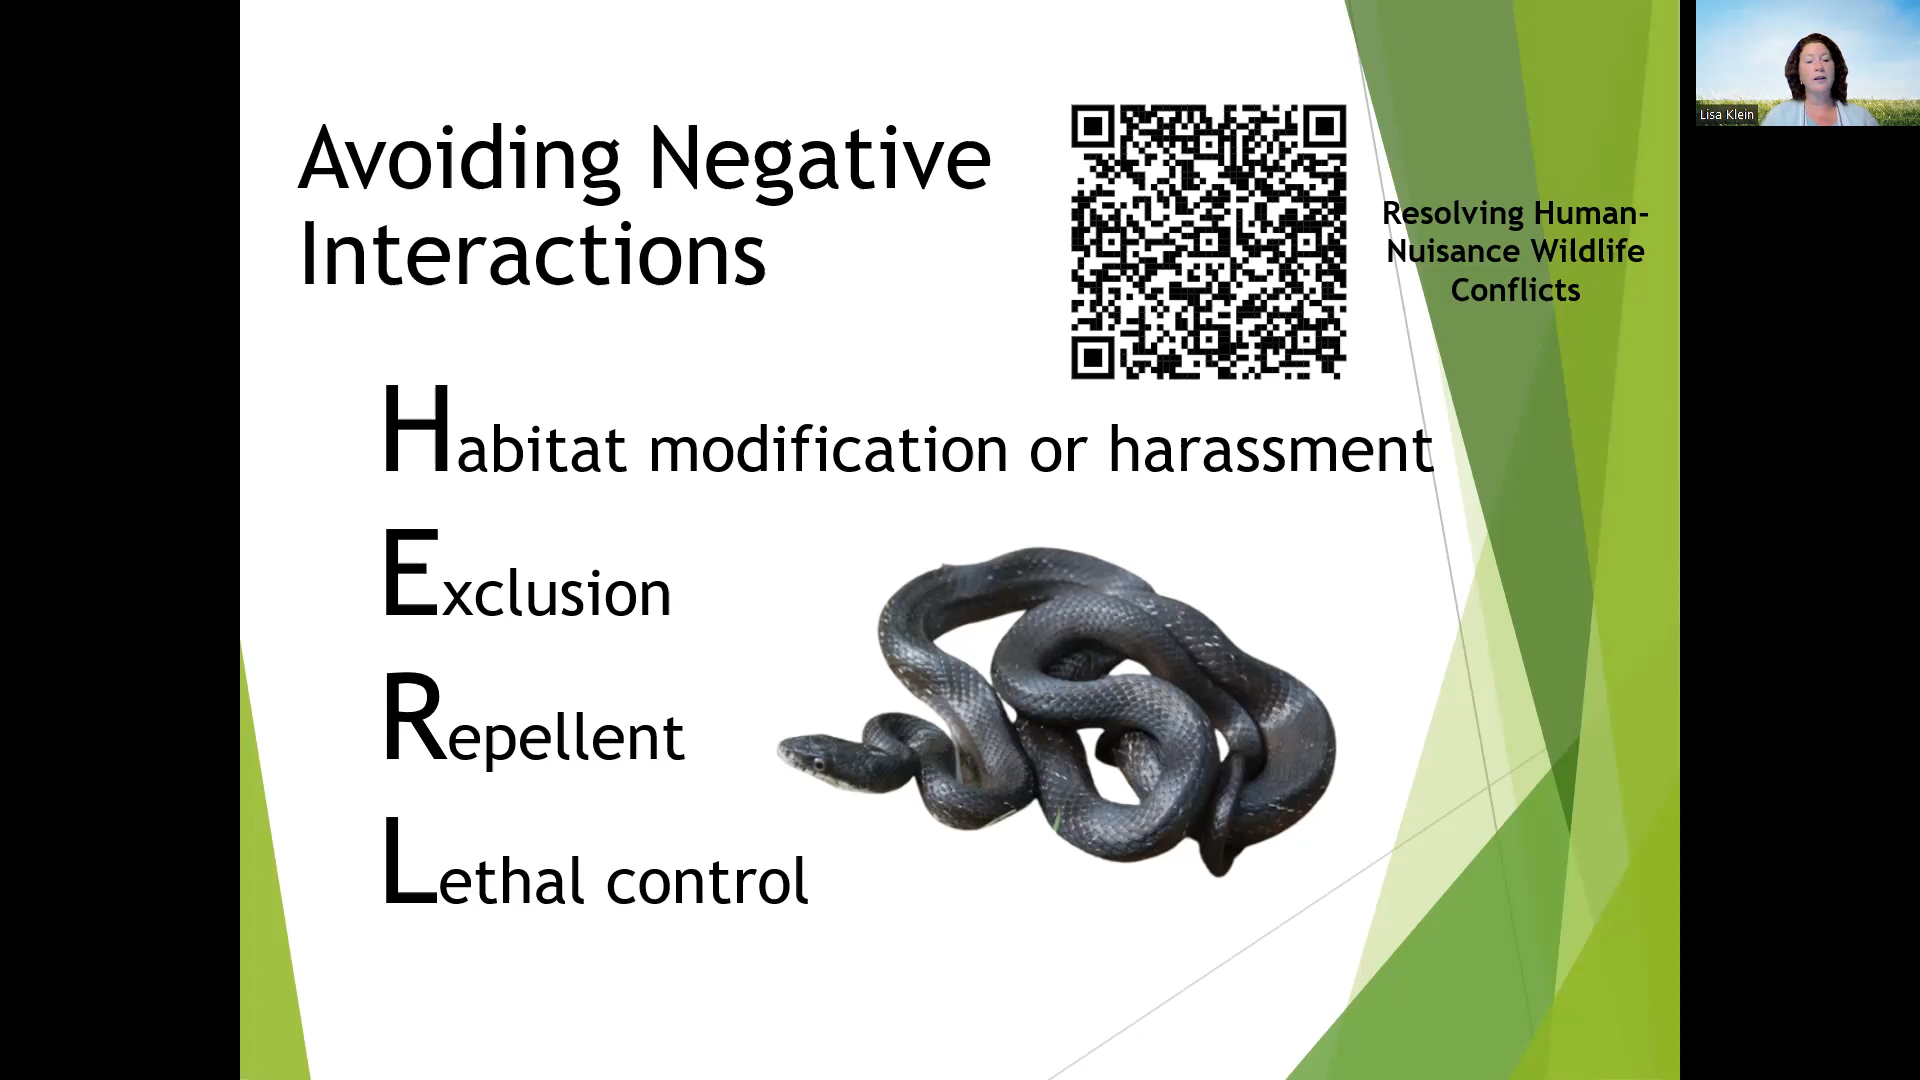 Avoiding Negative
Interactions
Resolving Human-
Nuisance Wildlife
Conflicts
Habitat modification or harassment
Exclusion
Repellent
Lethal control
Lisa Klein